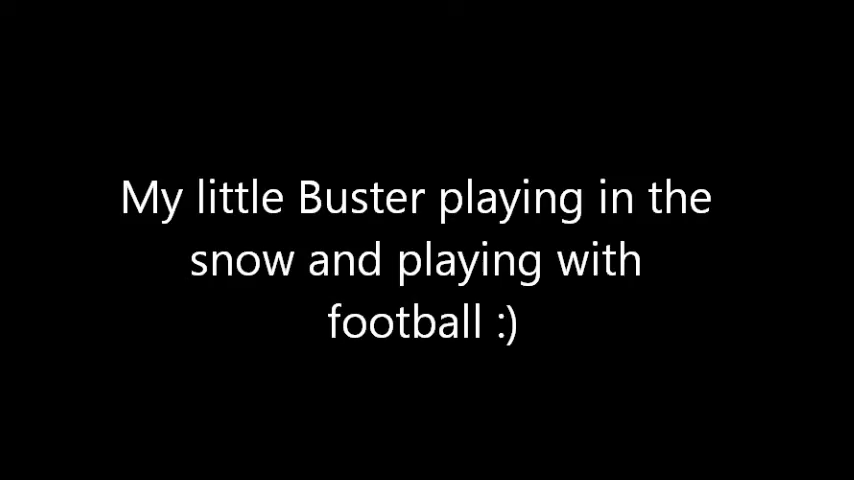 My little Buster playing in the
snow and playing with
football :)